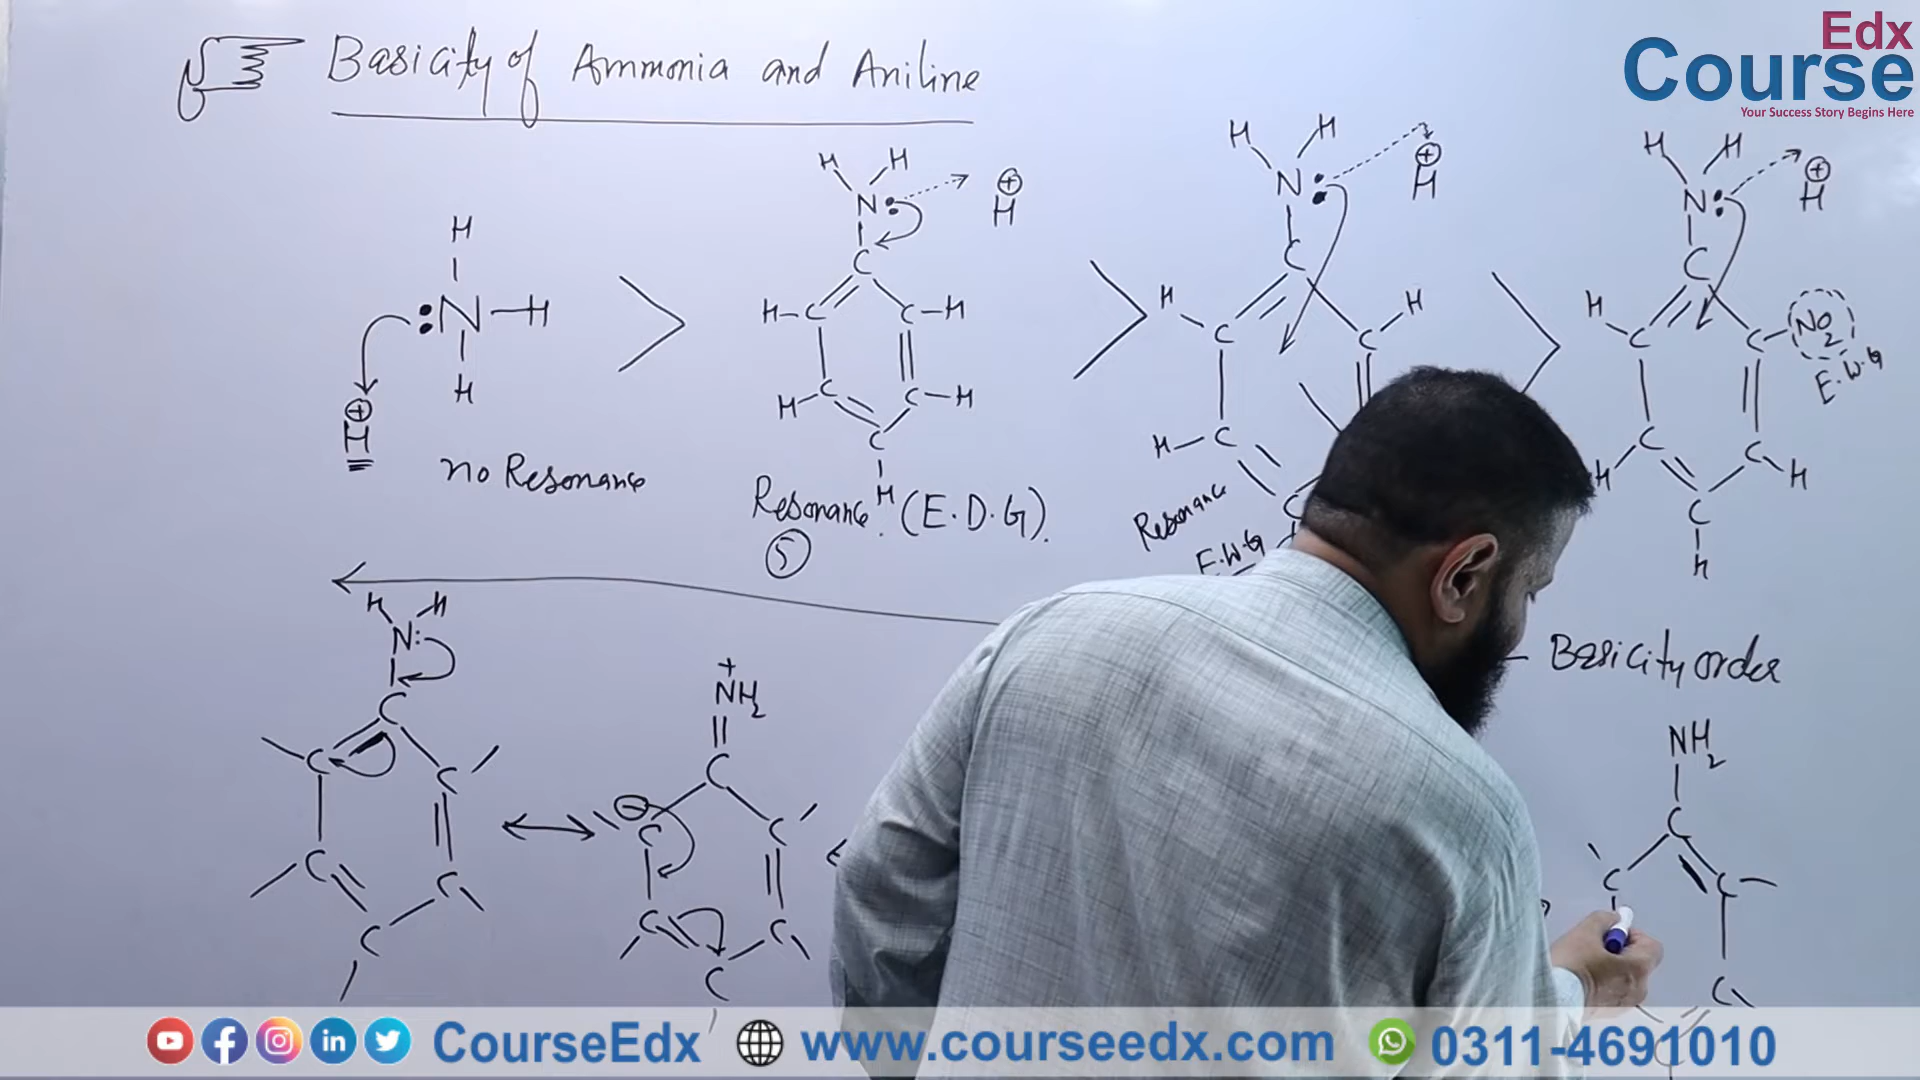 Basicity of Ammonia and Aniline
Edx
Course
Your Success Story Begins Here
H
:N-H
H
⊕
H
no Resonance
>
H H
N:
⊕
H
C
H-C C-H
H-C C-H
C
H
Resonance. (E.D.G).
5
>
H H
N:
⊕
H
C
H C C H
H-C
C
Resonance
E.W.G
>
H H
N:
⊕
H
C
H C C NO2
E.W.G
H C C H
C
H
Basicity order
H H
N:
C
C C
C C
C
+
NH2
C
⊖
C C
C C
C
NH2
C
C C
C
CourseEdx
www.courseedx.com
0311-4691010